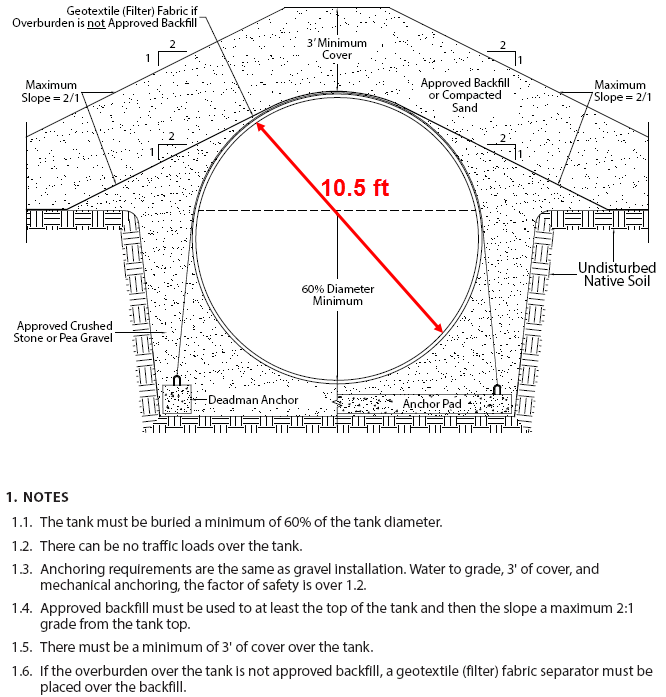 Geotextile (Filter) Fabric if
Overburden is not Approved Backfill
2
1
3' Minimum
Cover
2
1
Maximum
Slope = 2/1
Approved Backfill
or Compacted
Sand
Maximum
Slope = 2/1
2
1
2
1
10.5 ft
Undisturbed
Native Soil
60% Diameter
Minimum
Approved Crushed
Stone or Pea Gravel
Deadman Anchor
Anchor Pad
1. NOTES
1.1. The tank must be buried a minimum of 60% of the tank diameter.
1.2. There can be no traffic loads over the tank.
1.3. Anchoring requirements are the same as gravel installation. Water to grade, 3' of cover, and
mechanical anchoring, the factor of safety is over 1.2.
1.4. Approved backfill must be used to at least the top of the tank and then the slope a maximum 2:1
grade from the tank top.
1.5. There must be a minimum of 3' of cover over the tank.
1.6. If the overburden over the tank is not approved backfill, a geotextile (filter) fabric separator must be
placed over the backfill.